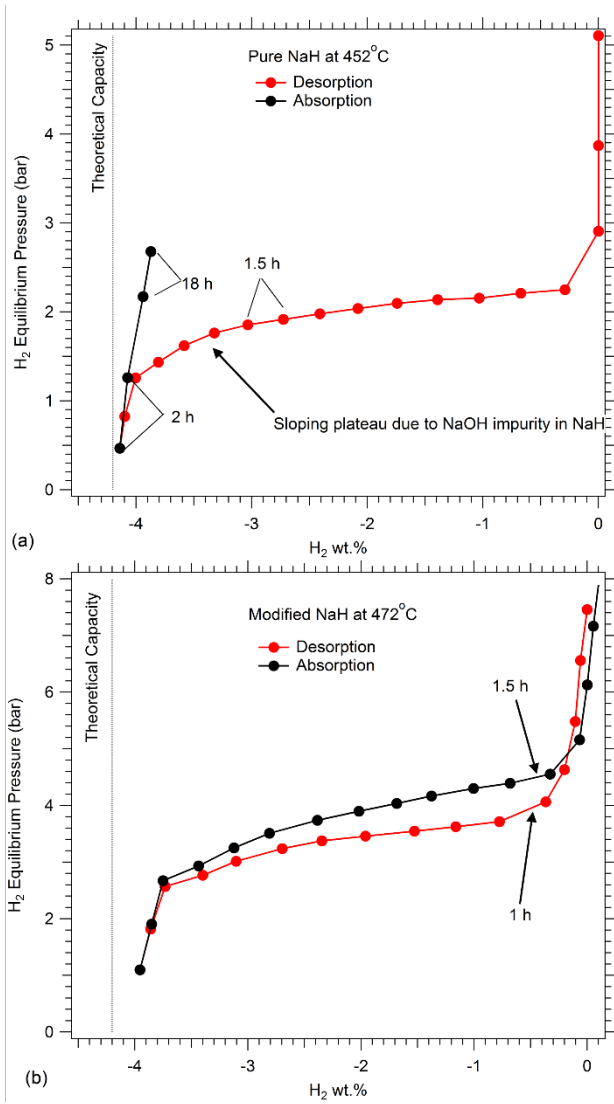 Pure NaH at 452°C
Desorption
Absorption
Theoretical Capacity
H2 Equilibrium Pressure (bar)
5
4
3
2
1
0
1.5 h
18 h
2 h
Sloping plateau due to NaOH impurity in NaH
-4
-3
-2
-1
0
H2 wt.%
(a)
Modified NaH at 472°C
Desorption
Absorption
Theoretical Capacity
H2 Equilibrium Pressure (bar)
8
6
4
2
0
1.5 h
1 h
-4
-3
-2
-1
0
H2 wt.%
(b)